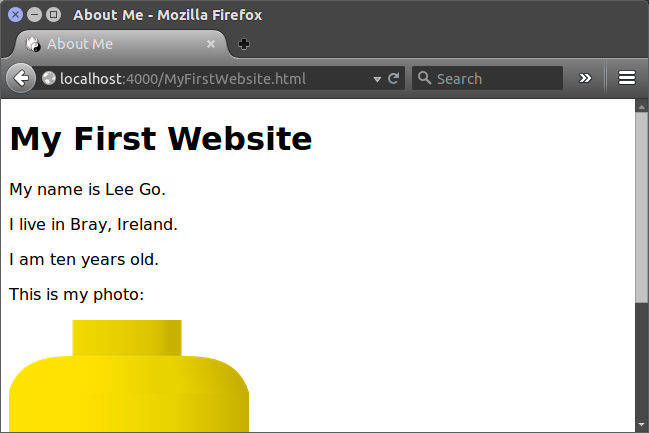 About Me - Mozilla Firefox
About Me
localhost:4000/MyFirstWebsite.html
Search
My First Website
My name is Lee Go.
I live in Bray, Ireland.
I am ten years old.
This is my photo: